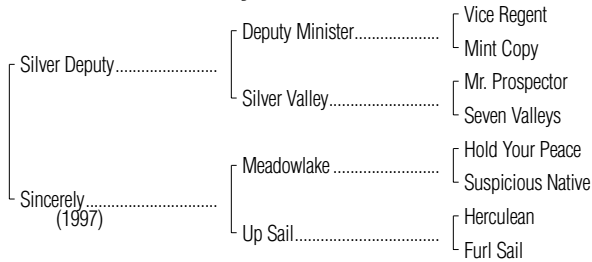 Vice Regent
Deputy Minister....................
Mint Copy
Silver Deputy........................
Mr. Prospector
Silver Valley..........................
Seven Valleys
Hold Your Peace
Meadowlake .........................
Suspicious Native
Sincerely...............................
(1997)
Herculean
Up Sail..................................
Furl Sail